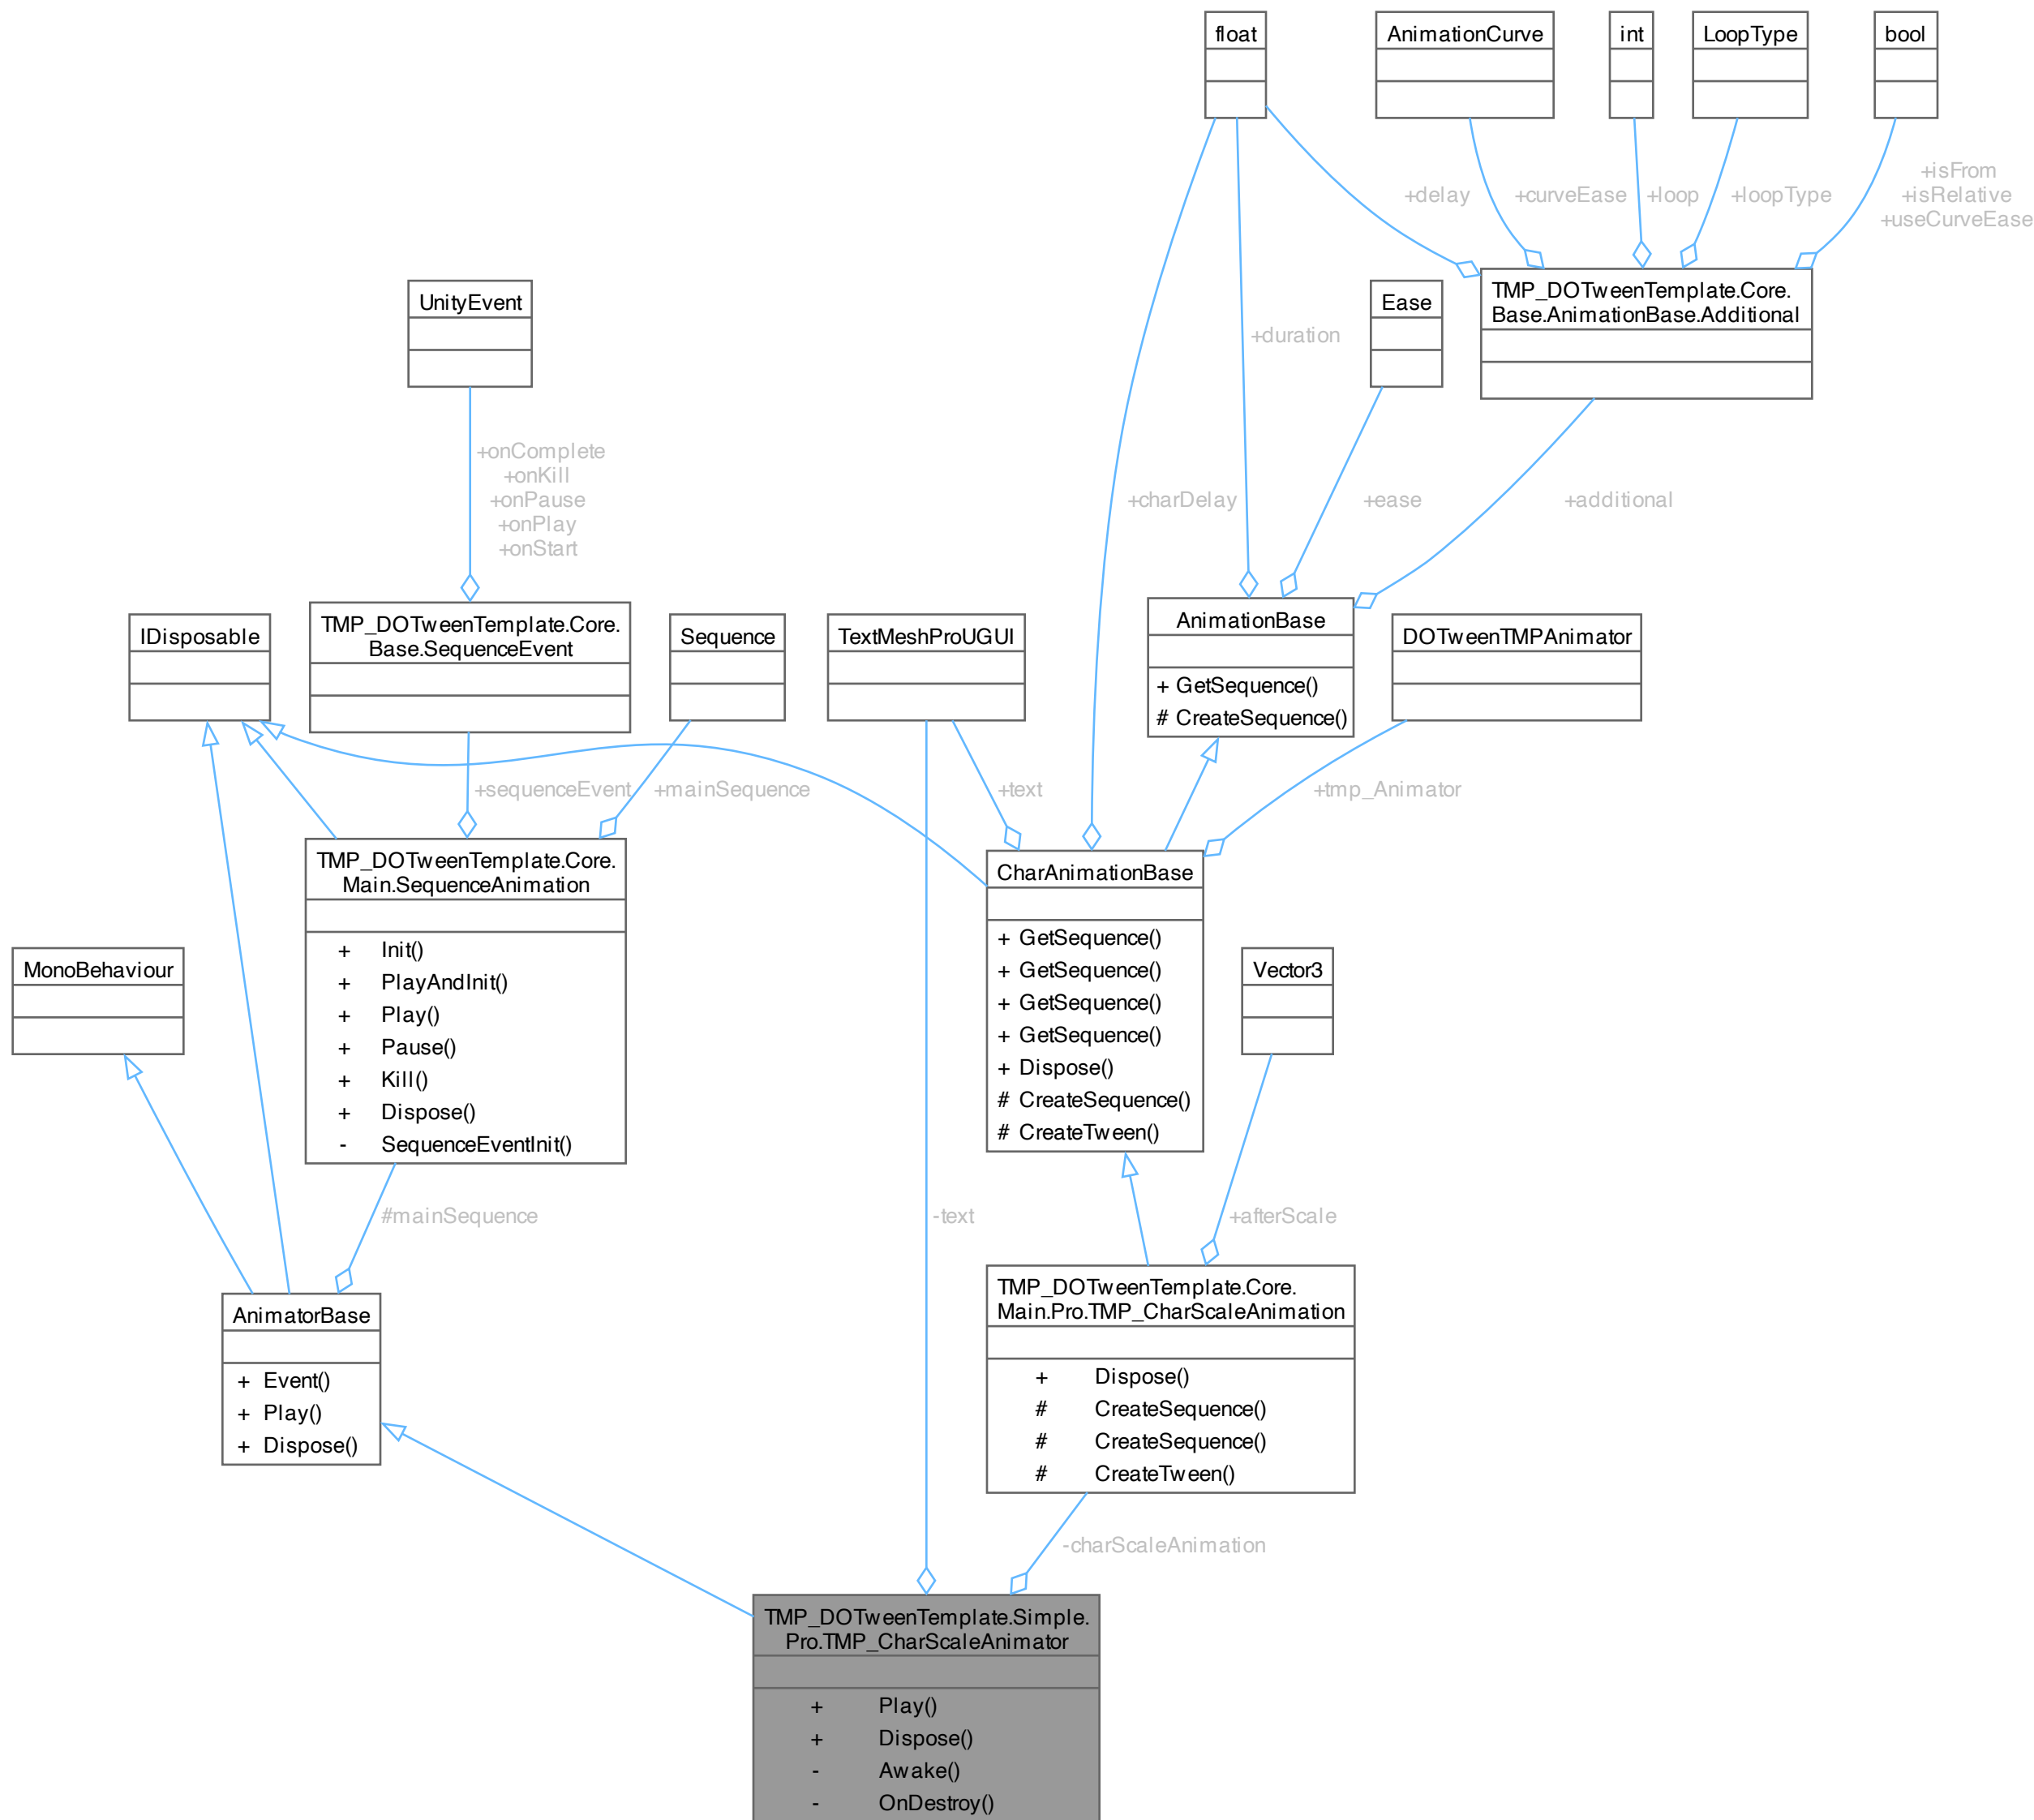 float
AnimationCurve
int
LoopType
bool
+delay
+curveEase
+loop
+loopType
+isFrom
+isRelative
+useCurveEase
UnityEvent
Ease
TMP_DOTweenTemplate.Core.
Base.AnimationBase.Additional
+duration
+onComplete
+onKill
+onPause
+onPlay
+onStart
+charDelay
+ease
+additional
IDisposable
TMP_DOTweenTemplate.Core.
Base.SequenceEvent
Sequence
TextMeshProUGUI
AnimationBase
+ GetSequence()
# CreateSequence()
DOTweenTMPAnimator
+sequenceEvent
+mainSequence
+text
+tmp_Animator
TMP_DOTweenTemplate.Core.
Main.SequenceAnimation
+ Init()
+ PlayAndInit()
+ Play()
+ Pause()
+ Kill()
+ Dispose()
- SequenceEventInit()
CharAnimationBase
+ GetSequence()
+ GetSequence()
+ GetSequence()
+ GetSequence()
+ Dispose()
# CreateSequence()
# CreateTween()
MonoBehaviour
Vector3
#mainSequence
-text
+afterScale
AnimatorBase
+ Event()
+ Play()
+ Dispose()
TMP_DOTweenTemplate.Core.
Main.Pro.TMP_CharScaleAnimation
+ Dispose()
# CreateSequence()
# CreateSequence()
# CreateTween()
-charScaleAnimation
TMP_DOTweenTemplate.Simple.
Pro.TMP_CharScaleAnimator
+ Play()
+ Dispose()
- Awake()
- OnDestroy()